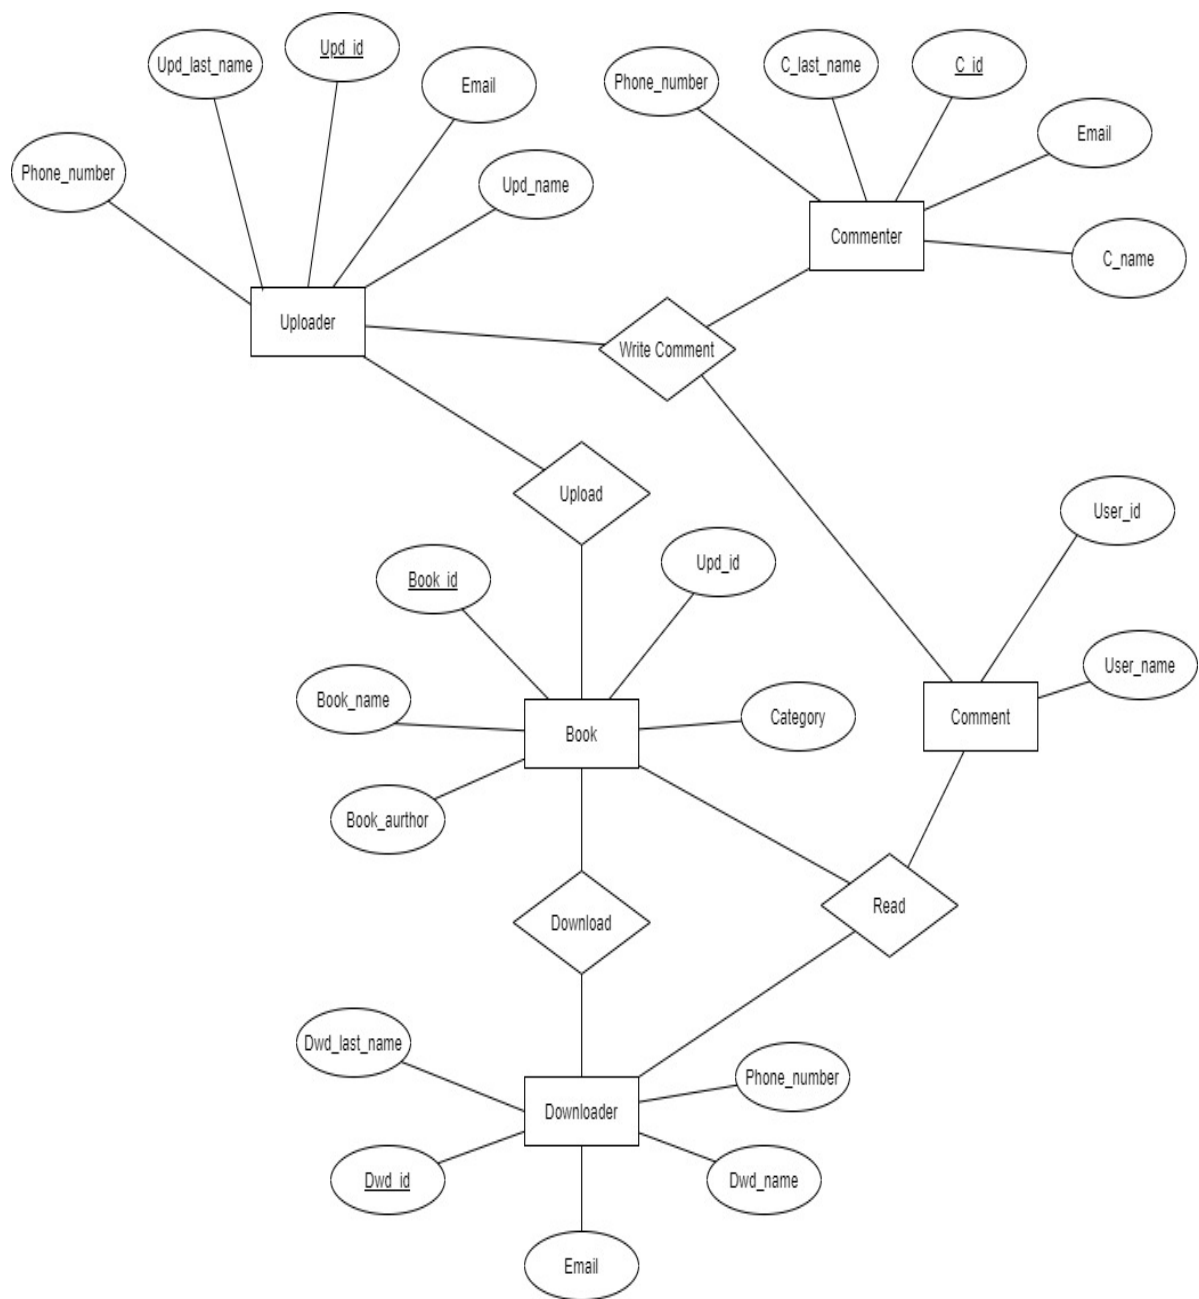 Upd_id
Upd_last_name
C_last_name
C_id
Phone_number
Email
Email
Phone_number
Upd_name
Commenter
C_name
Uploader
Write Comment
Upload
User_id
Book_id
Upd_id
User_name
Book_name
Category
Comment
Book
Book_aurthor
Read
Download
Dwd_last_name
Phone_number
Downloader
Dwd_id
Dwd_name
Email